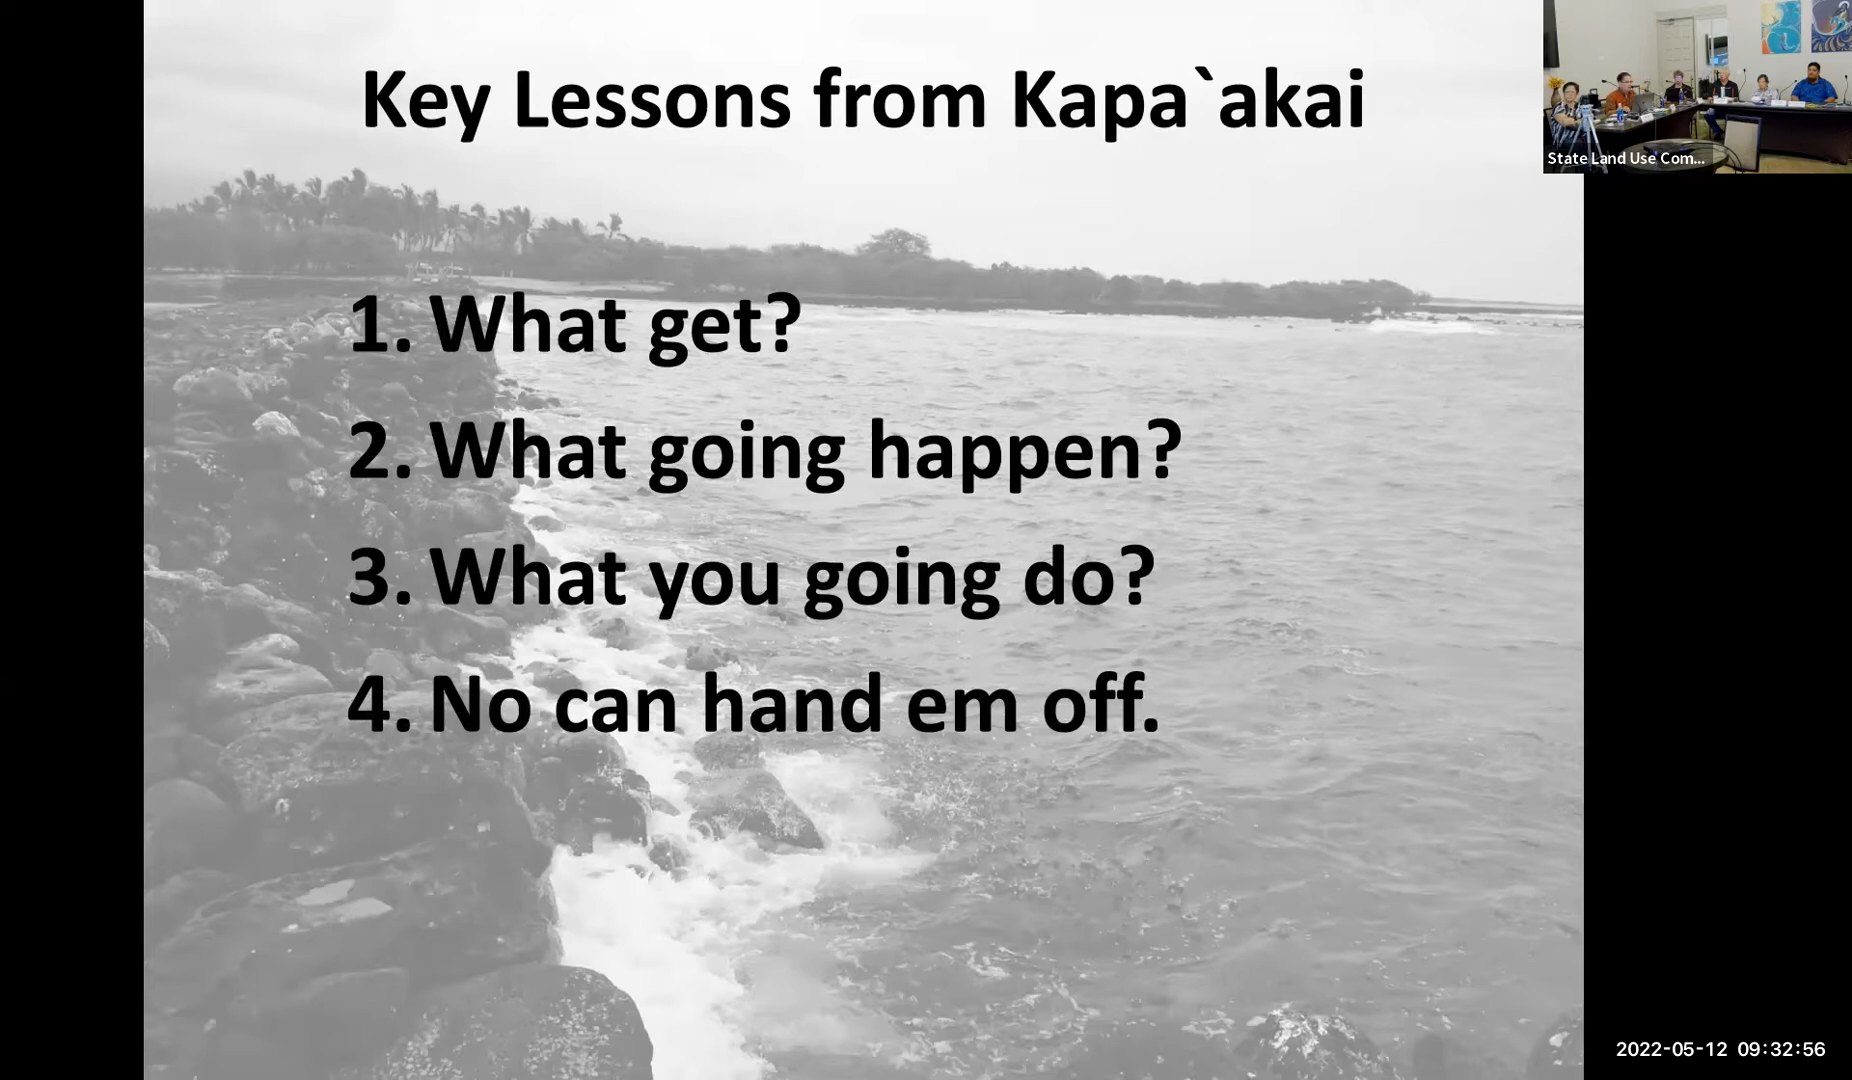 Key Lessons from Kapa`akai
State Land Use Com...
1. What get?
2. What going happen?
3. What you going do?
4. No can hand em off.
2022-05-12 09:32:56